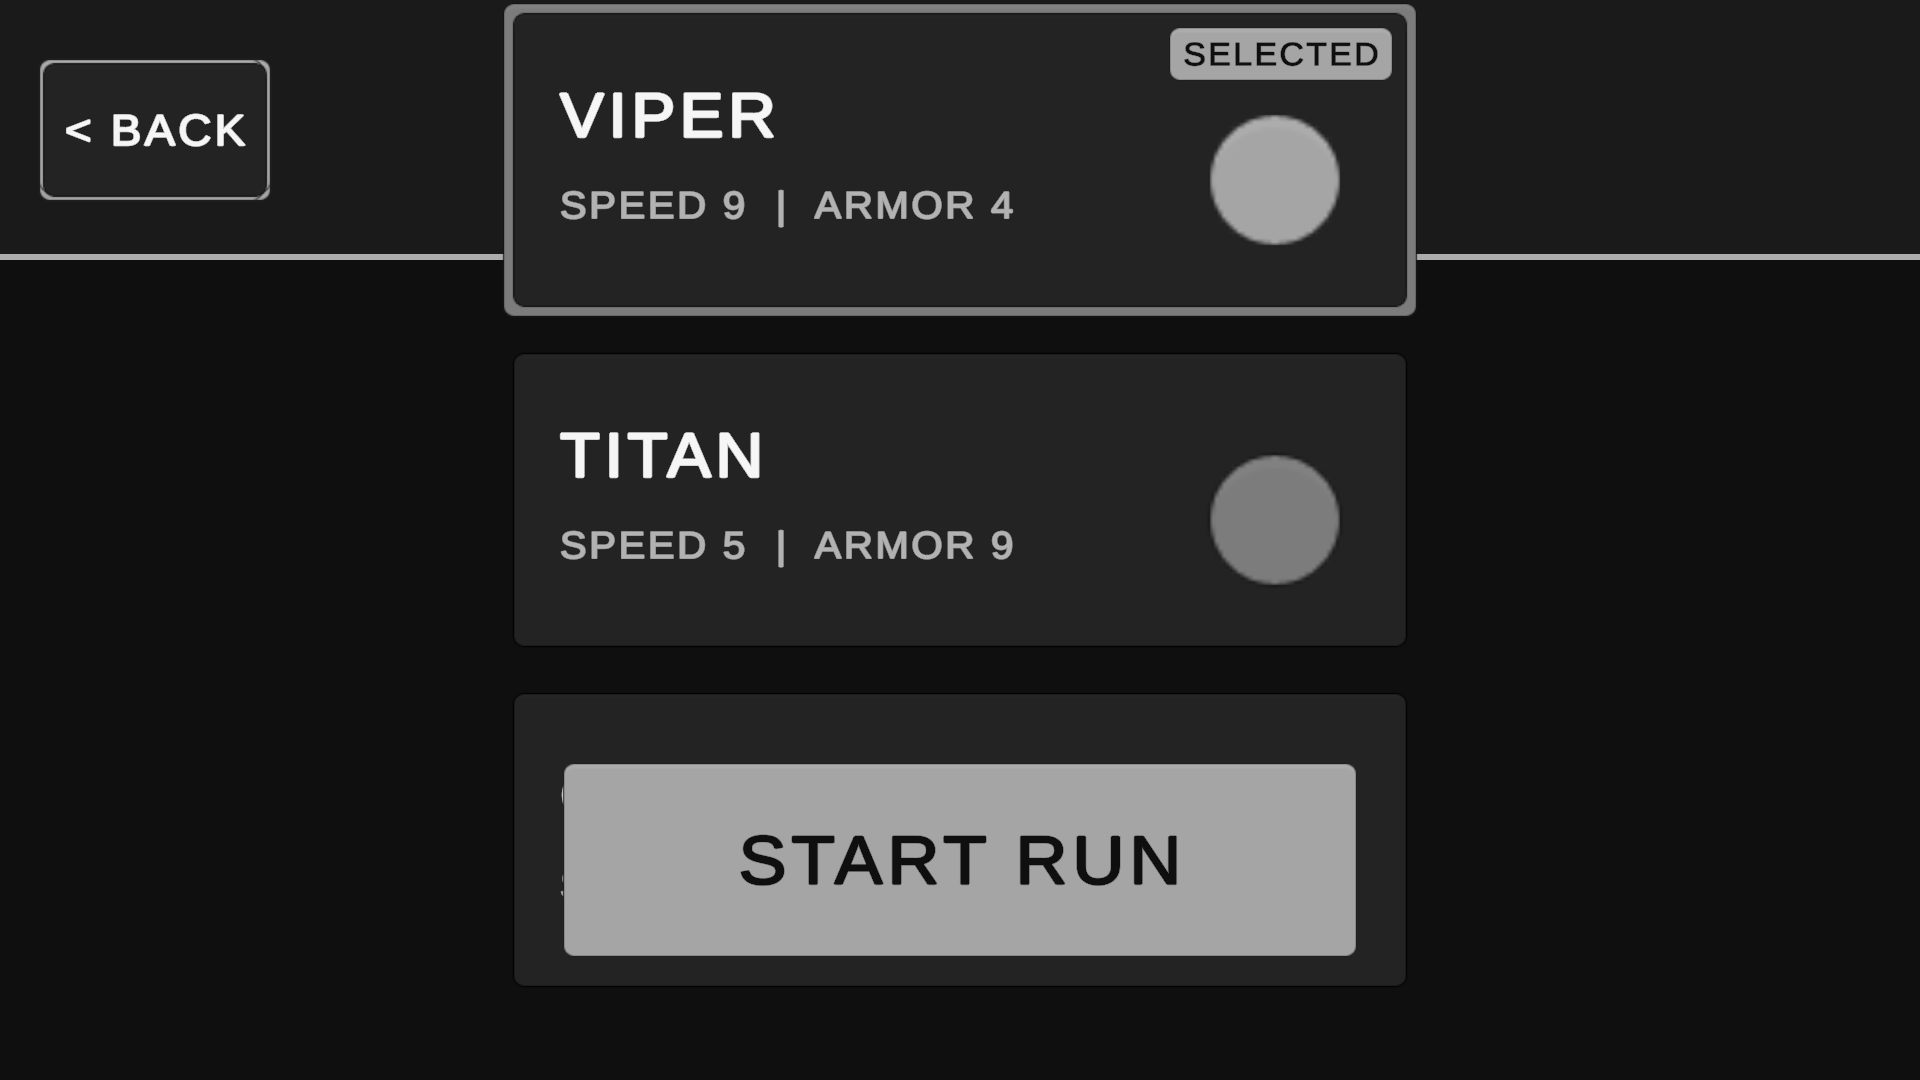 < BACK
SELECTED
VIPER
SPEED 9 | ARMOR 4
TITAN
SPEED 5 | ARMOR 9
START RUN